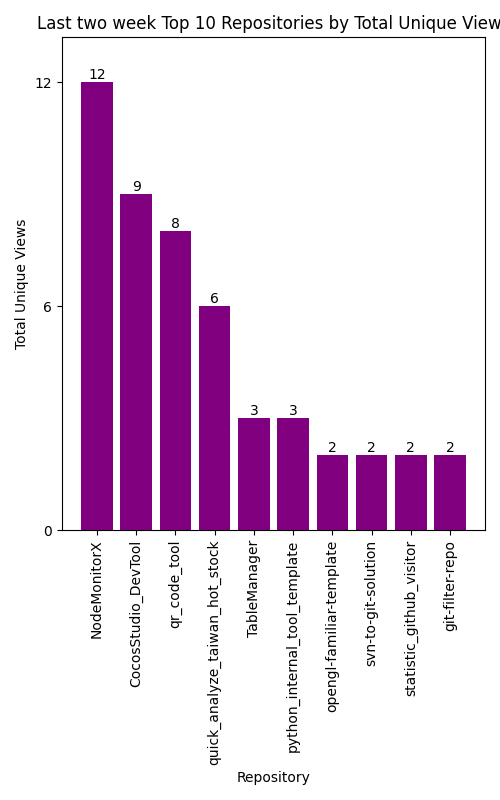 Last two week Top 10 Repositories by Total Unique View
12
9
8
6
3
3
2
2
2
2
12
6
0
Total Unique Views
NodeMonitorX
CocosStudio_DevTool
qr_code_tool
quick_analyze_taiwan_hot_stock
TableManager
python_internal_tool_template
opengl-familiar-template
svn-to-git-solution
statistic_github_visitor
git-filter-repo
Repository